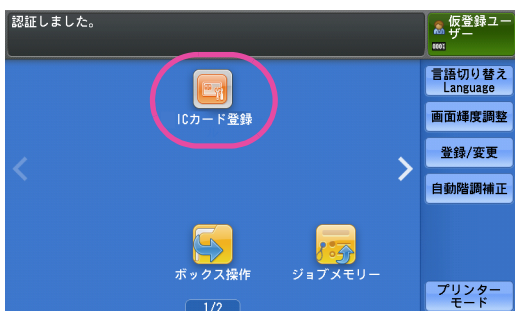 認証しました。
仮登録ユー
ザー
言語切り替え
Language
画面輝度調整
ICカード登録
登録/変更
自動階調補正
ボックス操作
ジョブメモリー
プリンター
モード
1/2